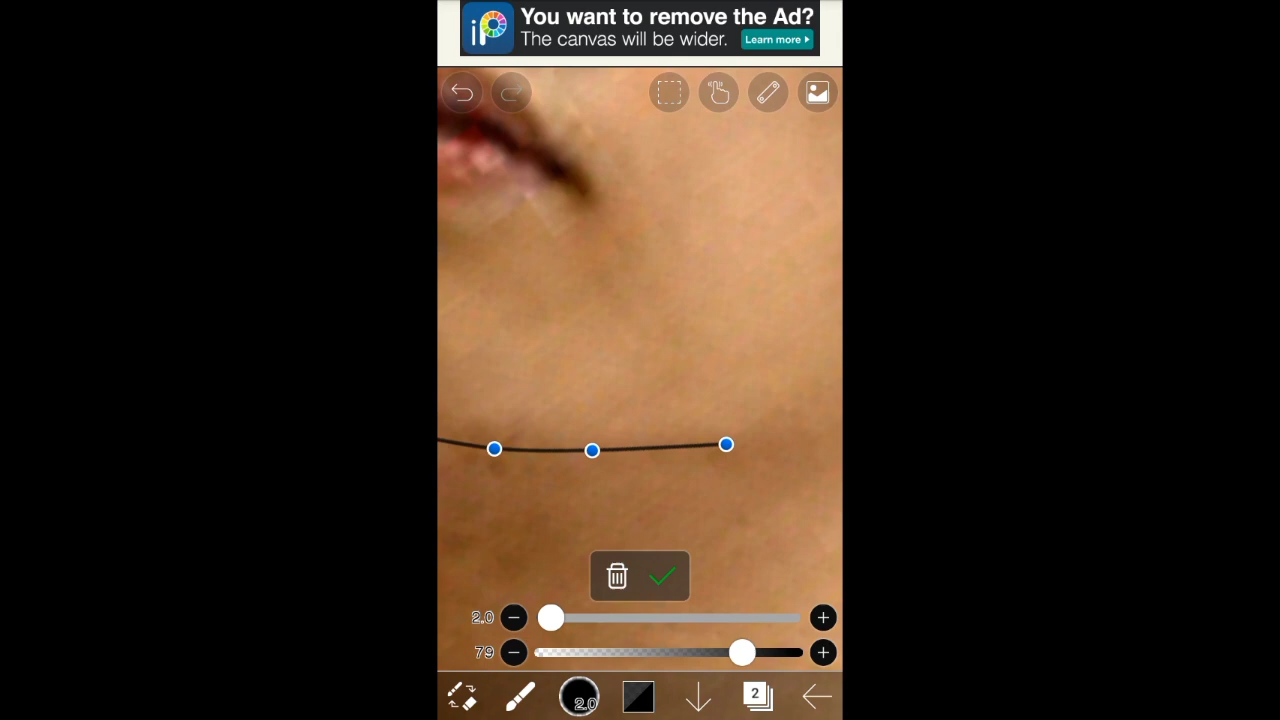 iP
You want to remove the Ad?
The canvas will be wider.
Learn more
2.0
79
2.0
2